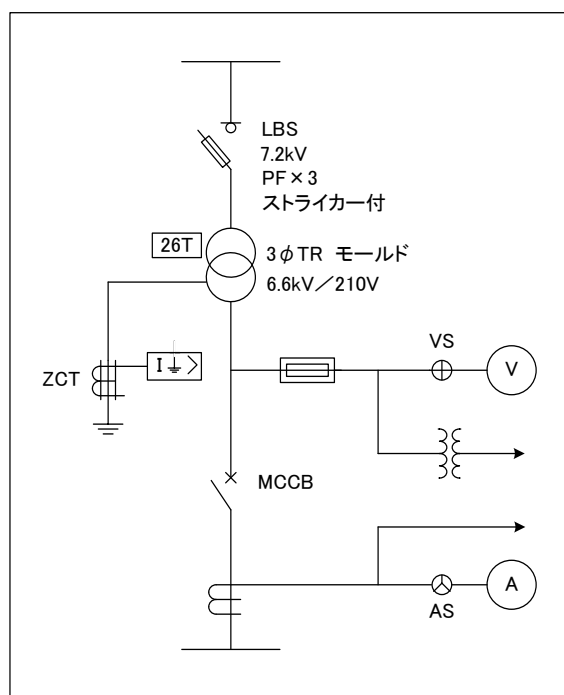 LBS
7.2kV
PF×3
ストライカー付
26T
3φTR モールド
6.6kV／210V
ZCT
I >
VS
V
MCCB
AS
A